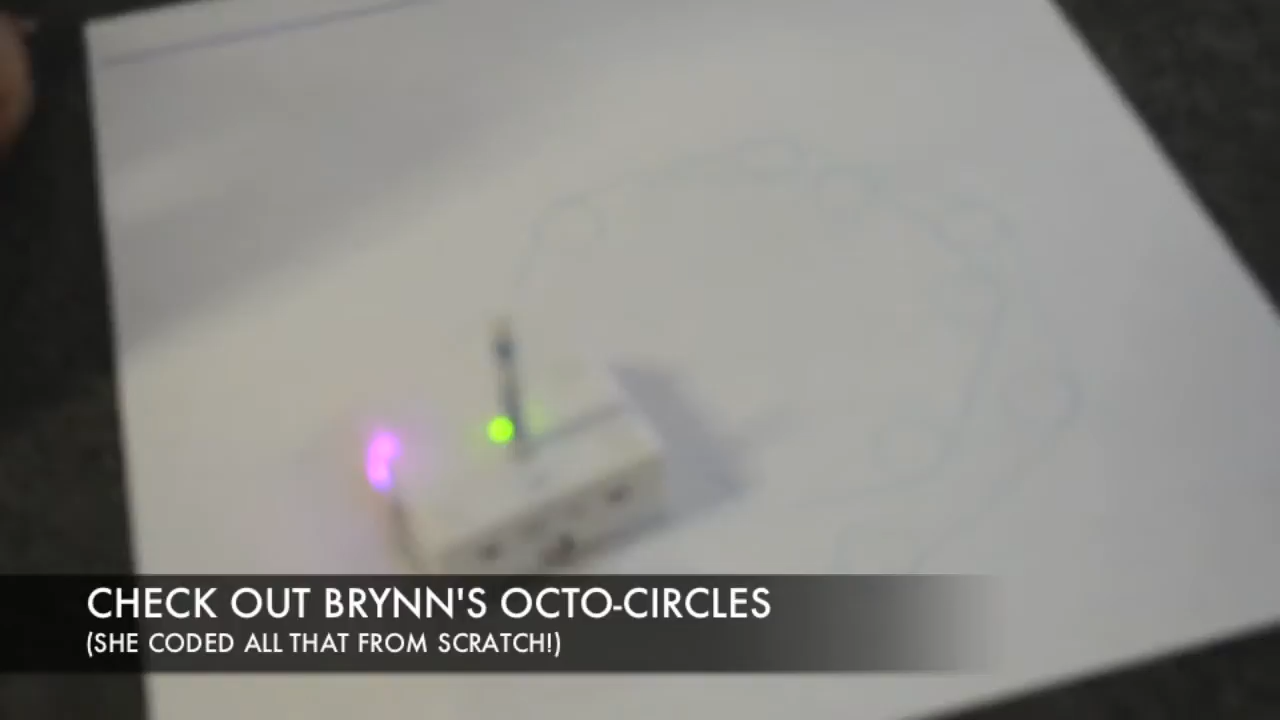 CHECK OUT BRYNN'S OCTO-CIRCLES
(SHE CODED ALL THAT FROM SCRATCH!)